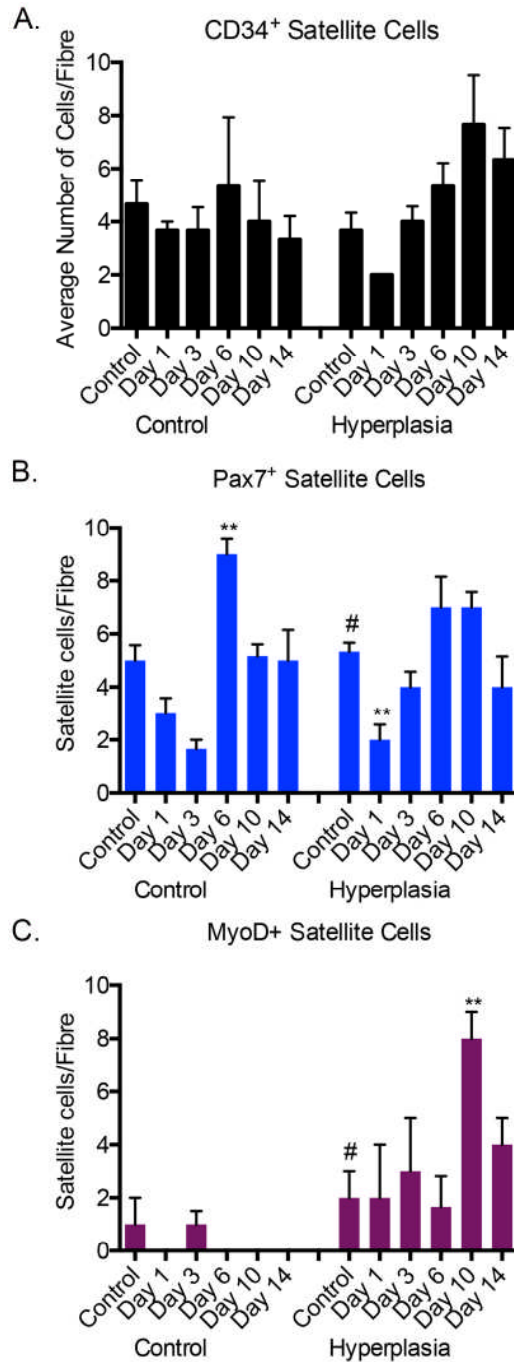 A.
CD34+ Satellite Cells
Average Number of Cells/Fibre
10
8
6
4
2
0
Control Day 1 Day 3 Day 6 Day 10 Day 14 Control Day 1 Day 3 Day 6 Day 10 Day 14
Control Hyperplasia
B.
Pax7+ Satellite Cells
Satellite cells/Fibre
10
8
6
4
2
0
**
#
**
Control Day 1 Day 3 Day 6 Day 10 Day 14 Control Day 1 Day 3 Day 6 Day 10 Day 14
Control Hyperplasia
C.
MyoD+ Satellite Cells
Satellite cells/Fibre
10
8
6
4
2
0
#
**
Control Day 1 Day 3 Day 6 Day 10 Day 14 Control Day 1 Day 3 Day 6 Day 10 Day 14
Control Hyperplasia